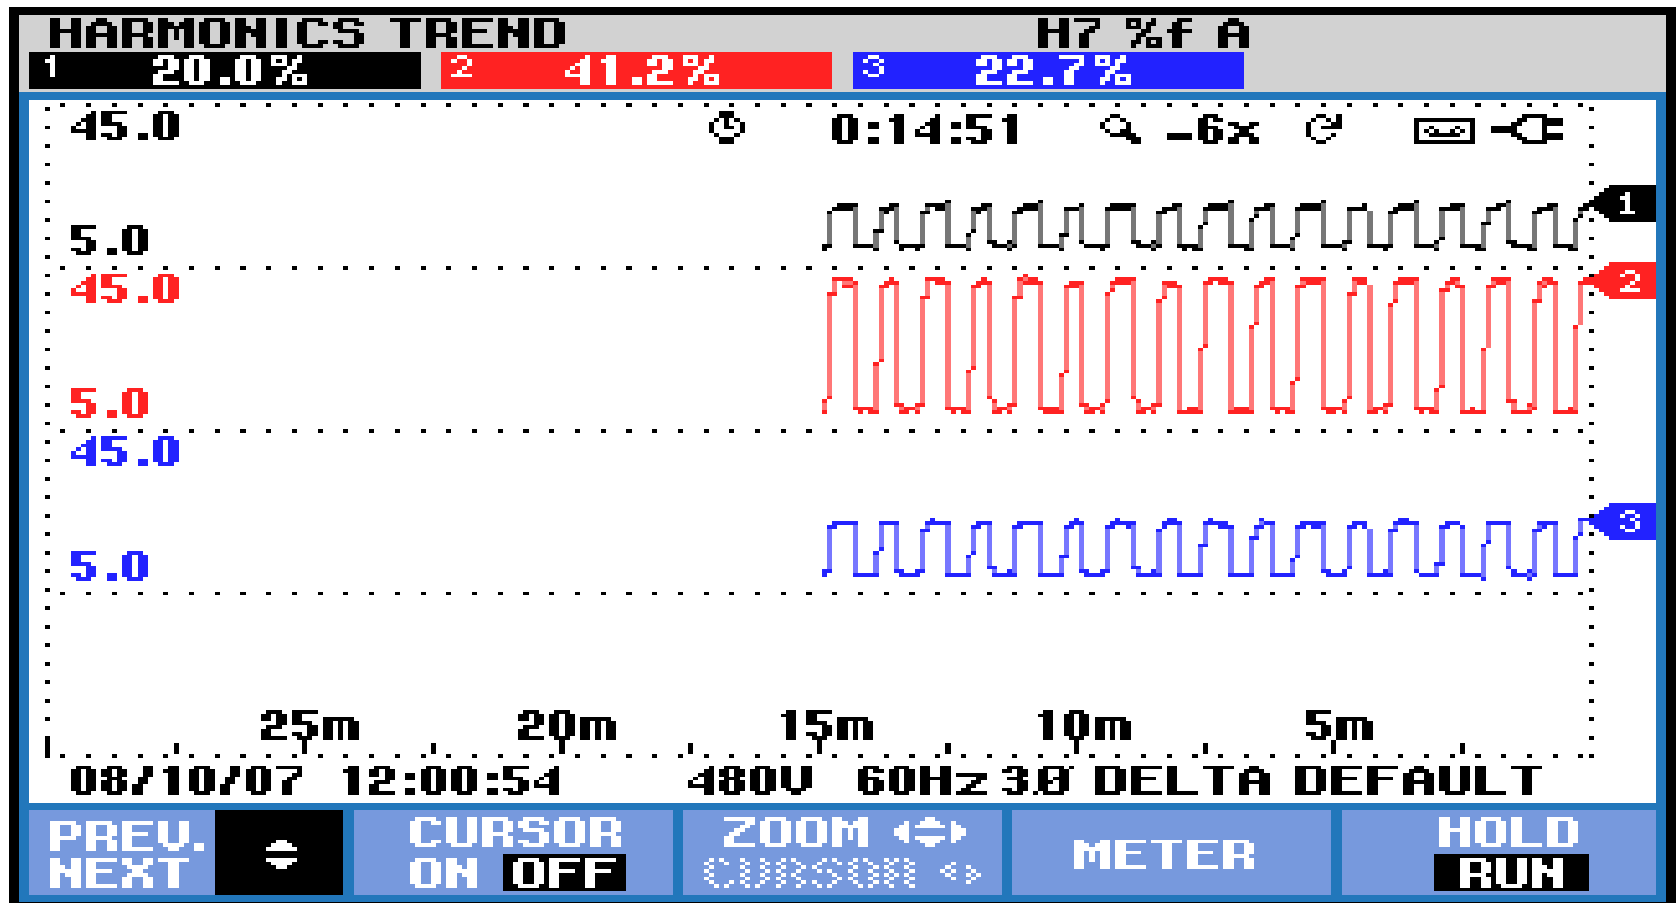 HARMONICS TREND H7 %f A
1 20.0% 2 41.2% 3 22.7%
45.0 0:14:51 -6x
1
5.0
45.0 2
5.0
45.0
3
5.0
25m 20m 15m 10m 5m
08/10/07 12:00:54 480V 60Hz 3Ø DELTA DEFAULT
PREV. NEXT
CURSOR ON OFF
ZOOM CURSOR
METER
HOLD RUN